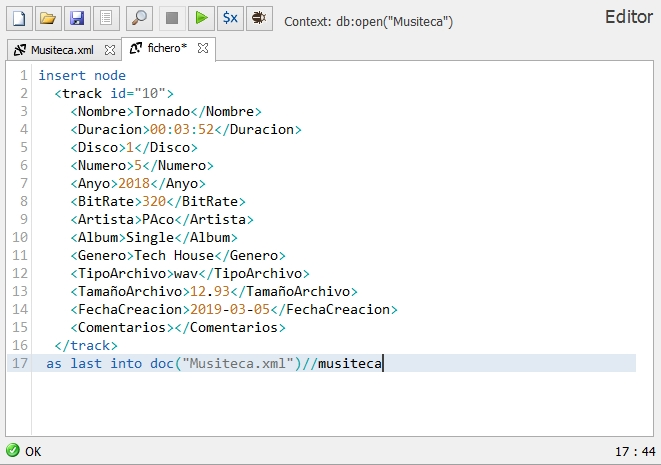 Context: db:open("Musiteca")
Editor
Musiteca.xml
fichero*
1 insert node
2 <track id="10">
3 <Nombre>Tornado</Nombre>
4 <Duracion>00:03:52</Duracion>
5 <Disco>1</Disco>
6 <Numero>5</Numero>
7 <Anyo>2018</Anyo>
8 <BitRate>320</BitRate>
9 <Artista>PAco</Artista>
10 <Album>Single</Album>
11 <Genero>Tech House</Genero>
12 <TipoArchivo>wav</TipoArchivo>
13 <TamañoArchivo>12.93</TamañoArchivo>
14 <FechaCreacion>2019-03-05</FechaCreacion>
15 <Comentarios></Comentarios>
16 </track>
17 as last into doc("Musiteca.xml")//musiteca
OK
17 : 44